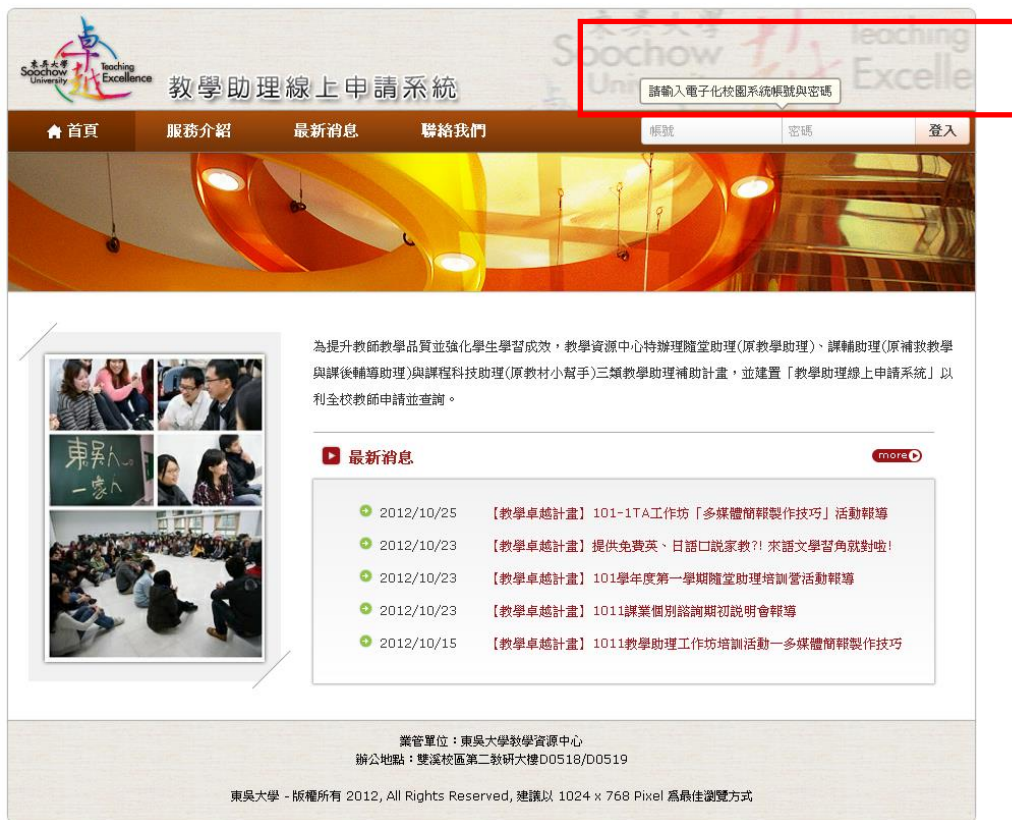 東吳大學
Soochow
University
卓越
Teaching
Excellence
教學助理線上申請系統
東吳大學
Soochow
Teaching
Excelle
請輸入電子化校園系統帳號與密碼
首頁 服務介紹 最新消息 聯絡我們 帳號 密碼 登入
為提升教師教學品質並強化學生學習成效，教學資源中心特辦理隨堂助理(原教學助理)、課輔助理(原補救教學
與課後輔導助理)與課程科技助理(原教材小幫手)三類教學助理補助計畫，並建置「教學助理線上申請系統」以
利全校教師申請並查詢。
東吳人
一家人
最新消息 more
2012/10/25 【教學卓越計畫】101-1TA工作坊「多媒體簡報製作技巧」活動報導
2012/10/23 【教學卓越計畫】提供免費英、日語口説家教?! 來語文學習角就對啦!
2012/10/23 【教學卓越計畫】101學年度第一學期隨堂助理培訓營活動報導
2012/10/23 【教學卓越計畫】1011課業個別諮詢期初説明會報導
2012/10/15 【教學卓越計畫】1011教學助理工作坊培訓活動—多媒體簡報製作技巧
業管單位：東吳大學教學資源中心
辦公地點：雙溪校區第二教研大樓D0518/D0519
東吳大學 - 版權所有 2012, All Rights Reserved, 建議以 1024 x 768 Pixel 為最佳瀏覽方式